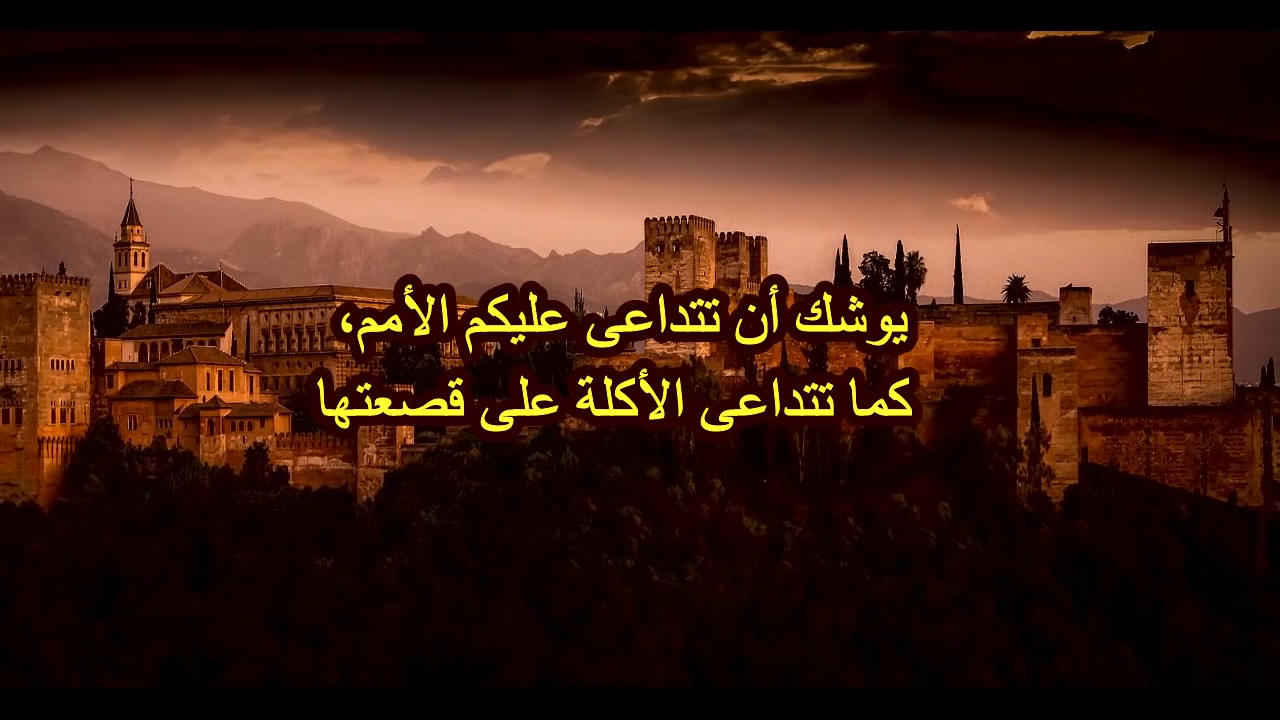 يوشك أن تتداعى عليكم الأمم،
كما تتداعى الأكلة على قصعتها